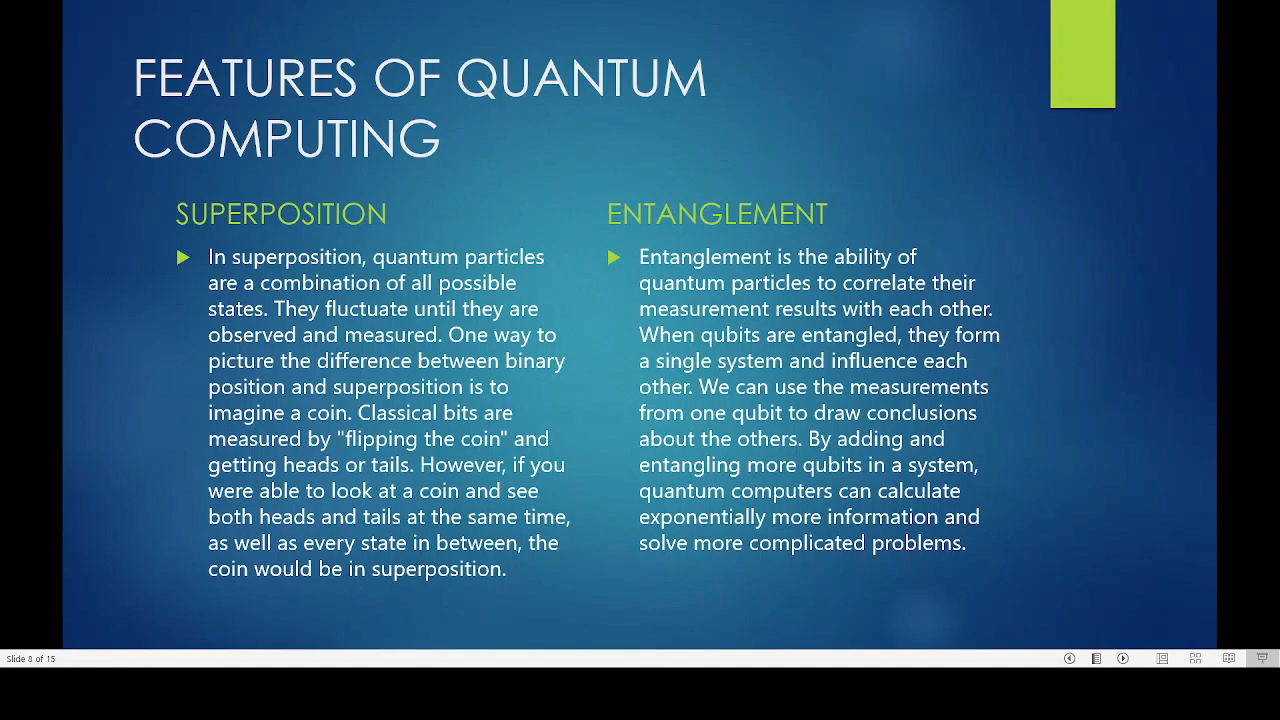 FEATURES OF QUANTUM
COMPUTING
SUPERPOSITION
In superposition, quantum particles
are a combination of all possible
states. They fluctuate until they are
observed and measured. One way to
picture the difference between binary
position and superposition is to
imagine a coin. Classical bits are
measured by "flipping the coin" and
getting heads or tails. However, if you
were able to look at a coin and see
both heads and tails at the same time,
as well as every state in between, the
coin would be in superposition.
ENTANGLEMENT
Entanglement is the ability of
quantum particles to correlate their
measurement results with each other.
When qubits are entangled, they form
a single system and influence each
other. We can use the measurements
from one qubit to draw conclusions
about the others. By adding and
entangling more qubits in a system,
quantum computers can calculate
exponentially more information and
solve more complicated problems.
Slide 8 of 15